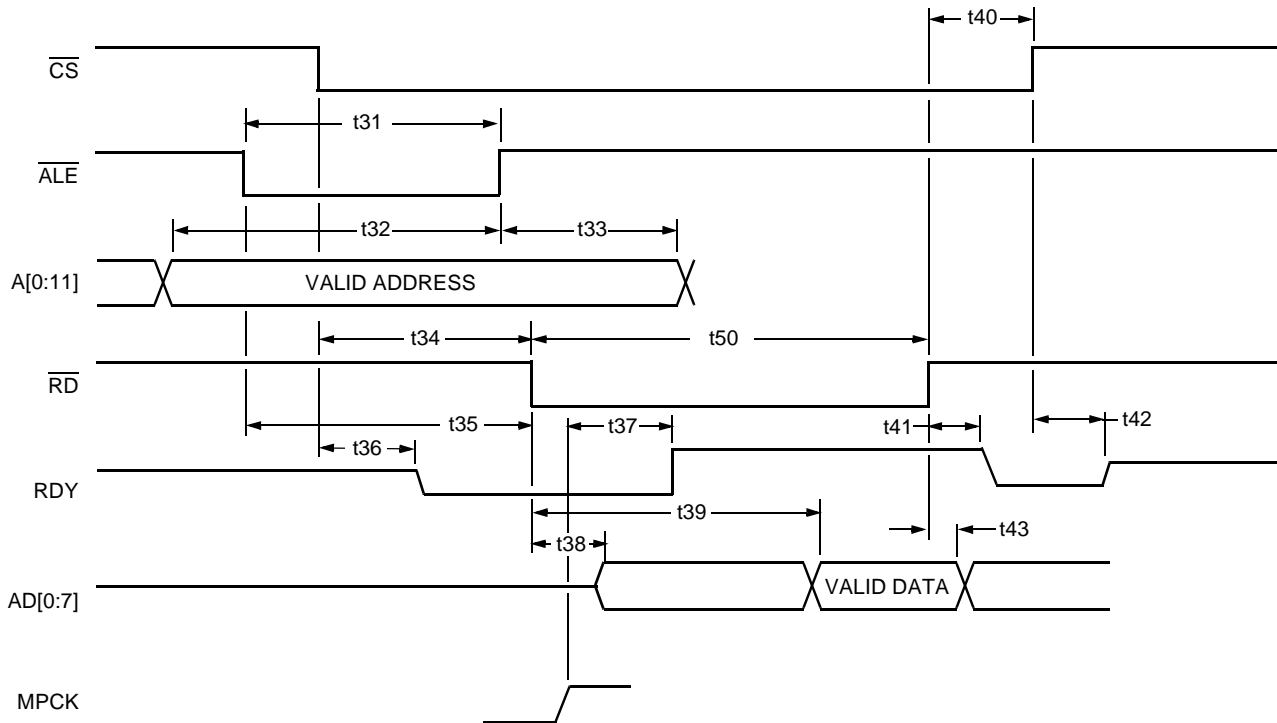 t40
CS
t31
ALE
t32
t33
A[0:11]
VALID ADDRESS
t34
t50
RD
t35
t37
t41
t42
t36
RDY
t39
t38
t43
AD[0:7]
VALID DATA
MPCK